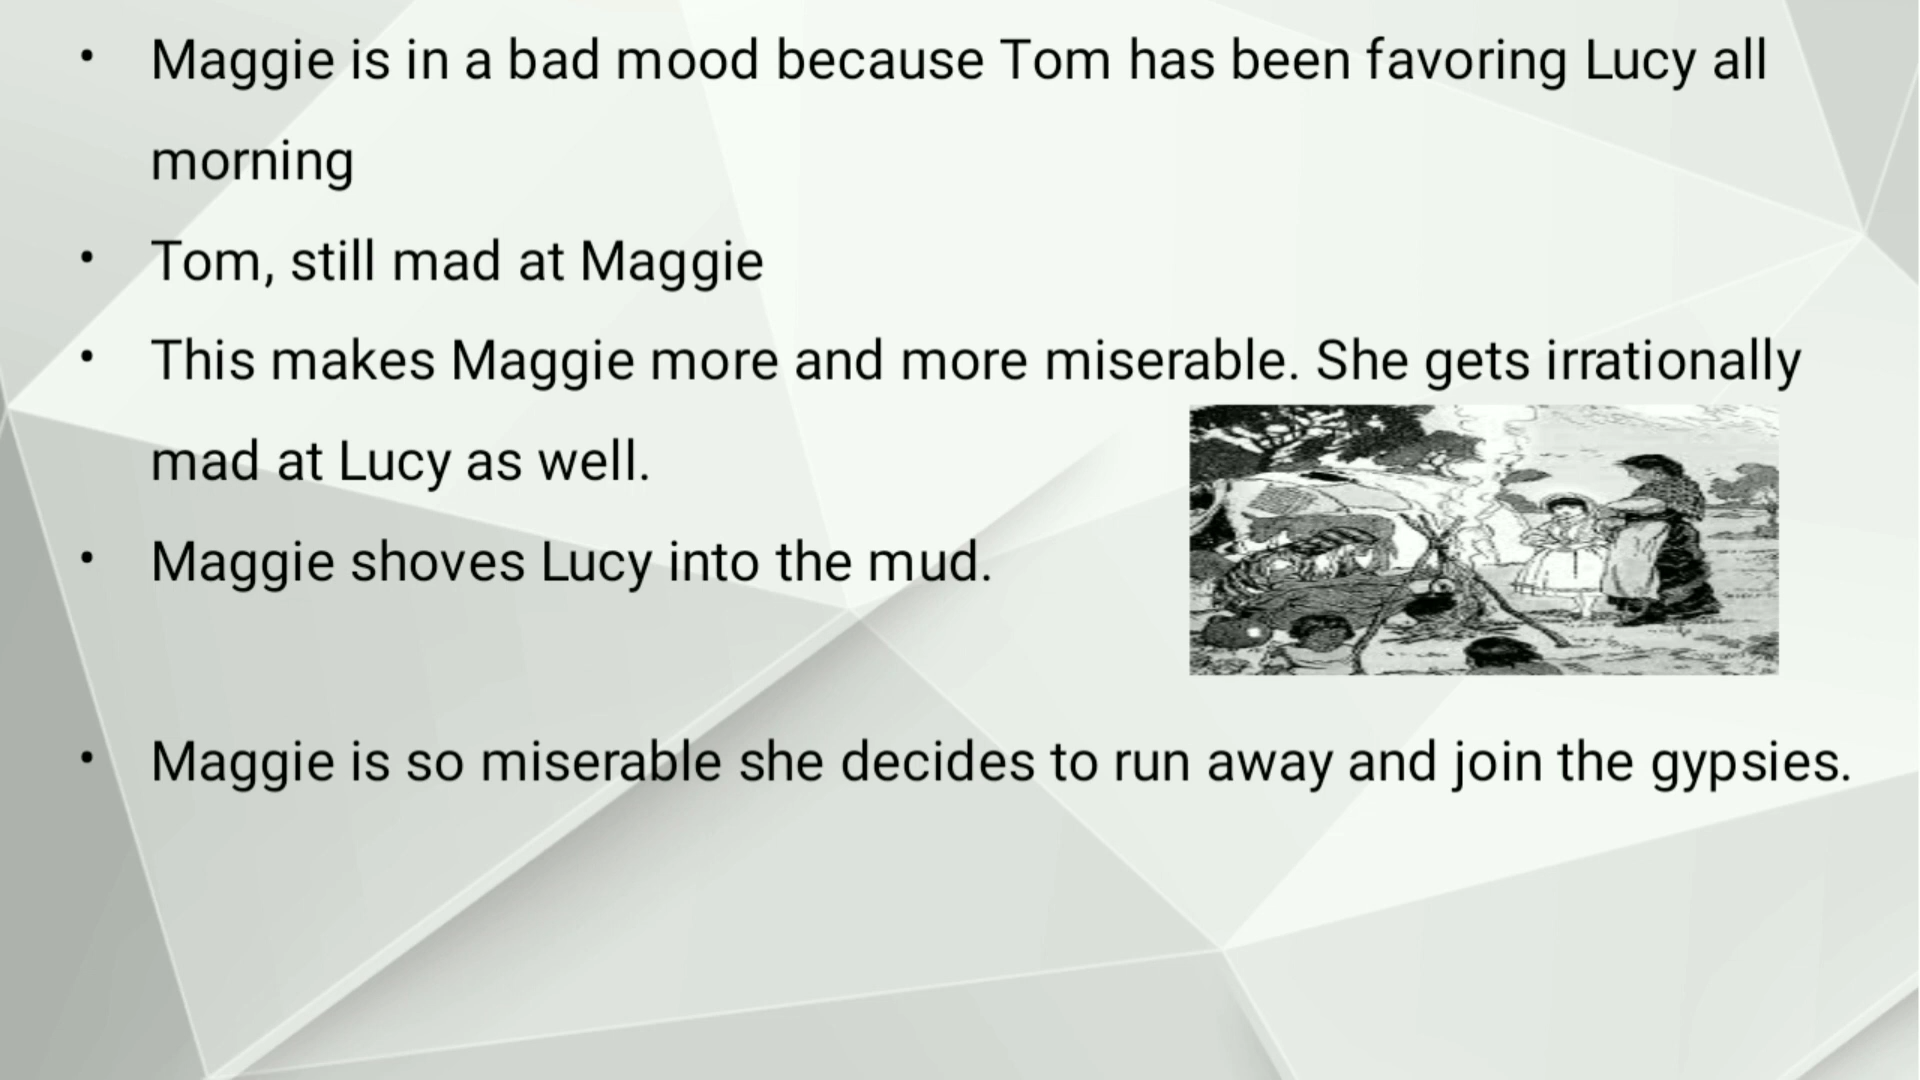 • Maggie is in a bad mood because Tom has been favoring Lucy all
morning
• Tom, still mad at Maggie
• This makes Maggie more and more miserable. She gets irrationally
mad at Lucy as well.
• Maggie shoves Lucy into the mud.
• Maggie is so miserable she decides to run away and join the gypsies.